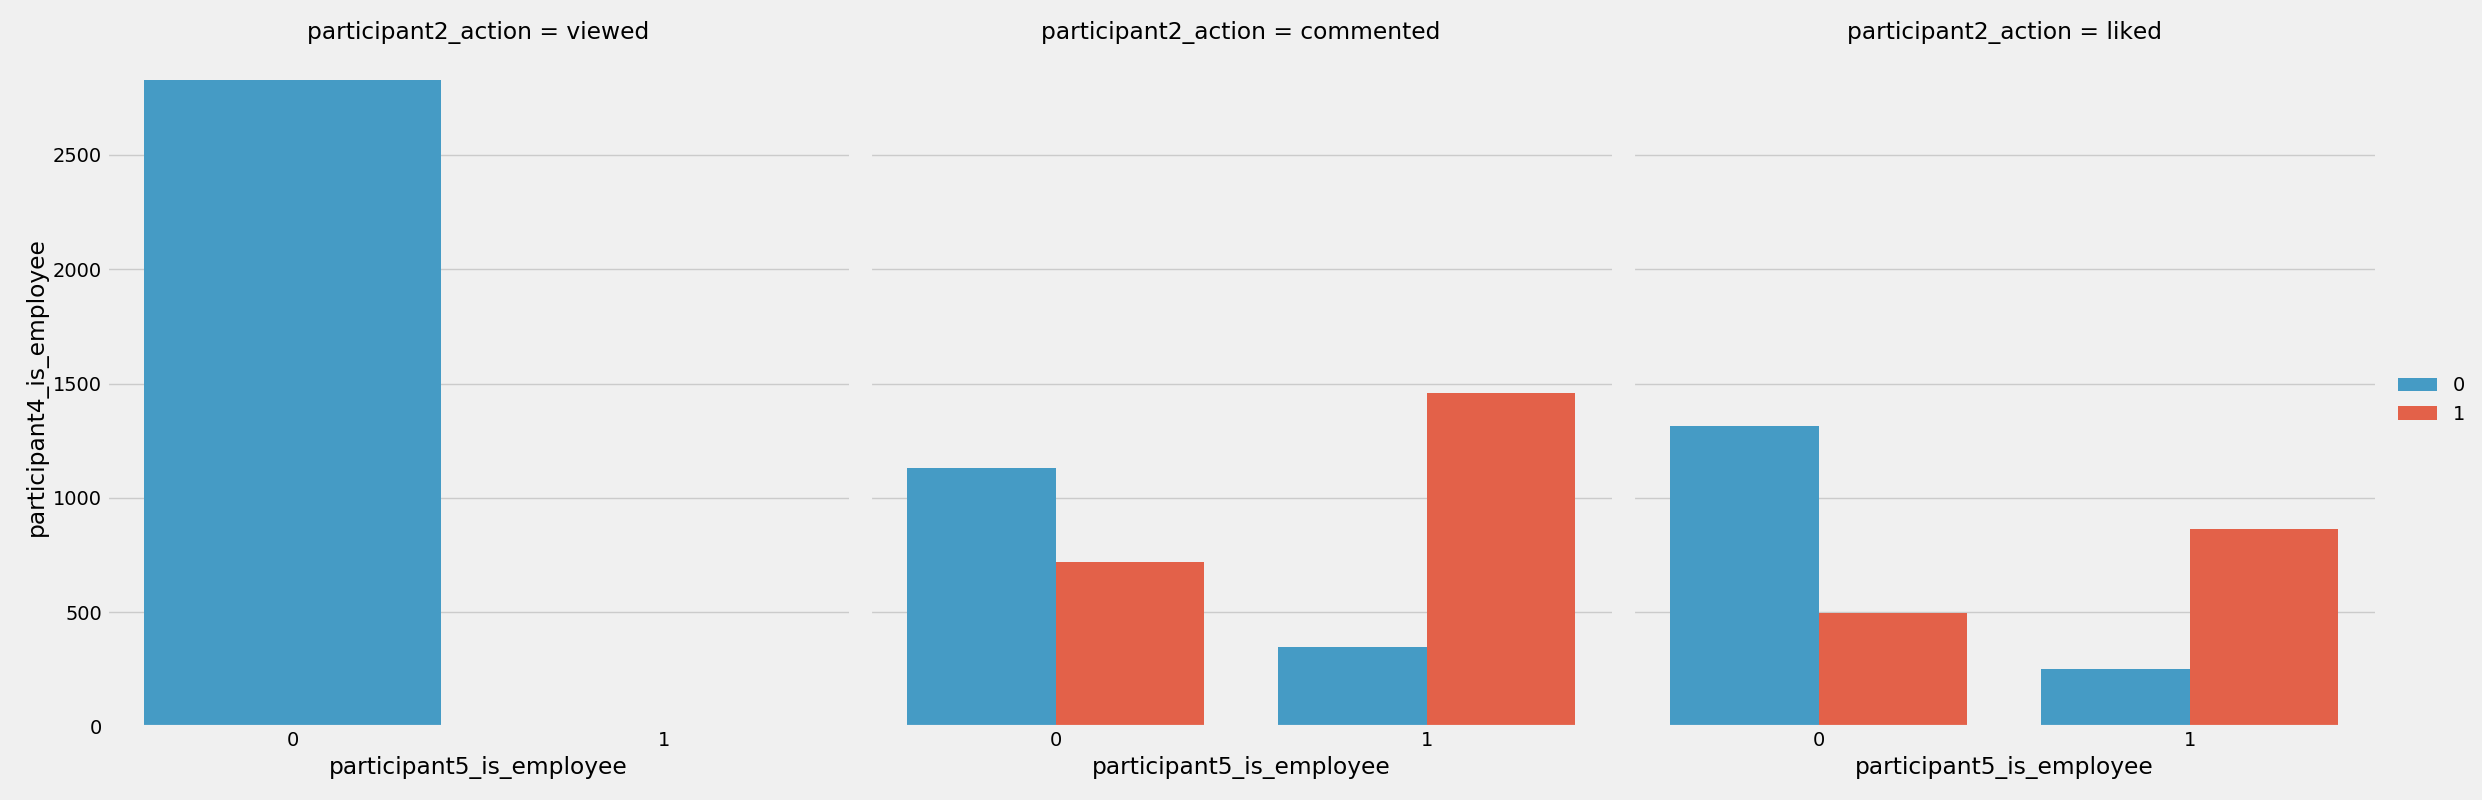 participant2_action = viewed
participant2_action = commented
participant2_action = liked
participant4_is_employee
2500
2000
1500
1000
500
0
0 1
0 1
0 1
participant5_is_employee
participant5_is_employee
participant5_is_employee
0
1